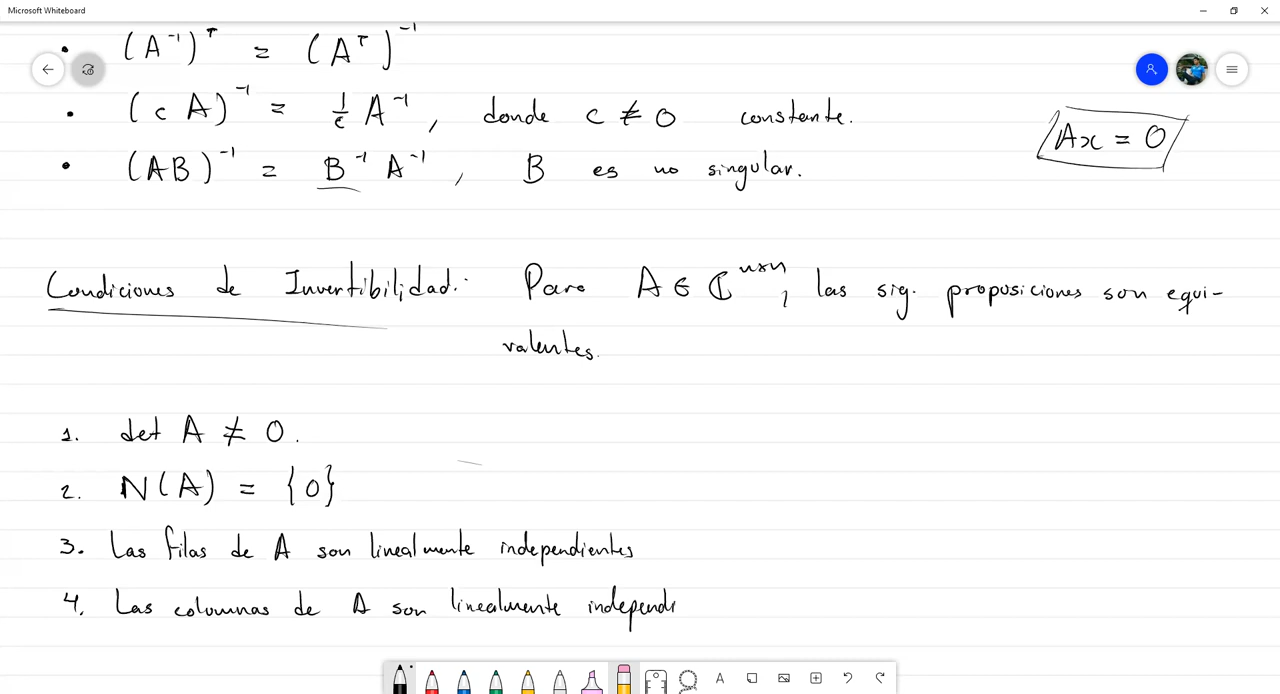 Microsoft Whiteboard
• (A⁻¹)ᵀ = (Aᵀ)⁻¹
• (cA)⁻¹ = 1/c A⁻¹, donde c ≠ 0 constante.
Ax = 0
• (AB)⁻¹ = B⁻¹ A⁻¹, B es no singular.
Condiciones de Invertibilidad: Para A ∈ ℂⁿˣⁿ, las sig. proposiciones son equi-
valentes.
1. det A ≠ 0.
2. N(A) = {0}
3. Las filas de A son linealmente independientes
4. Las columnas de A son linealmente independi
A